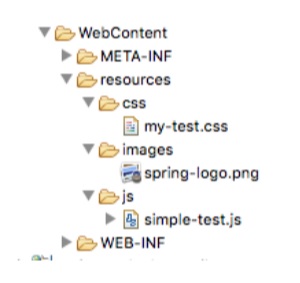 WebContent
META-INF
resources
css
my-test.css
images
spring-logo.png
js
simple-test.js
WEB-INF